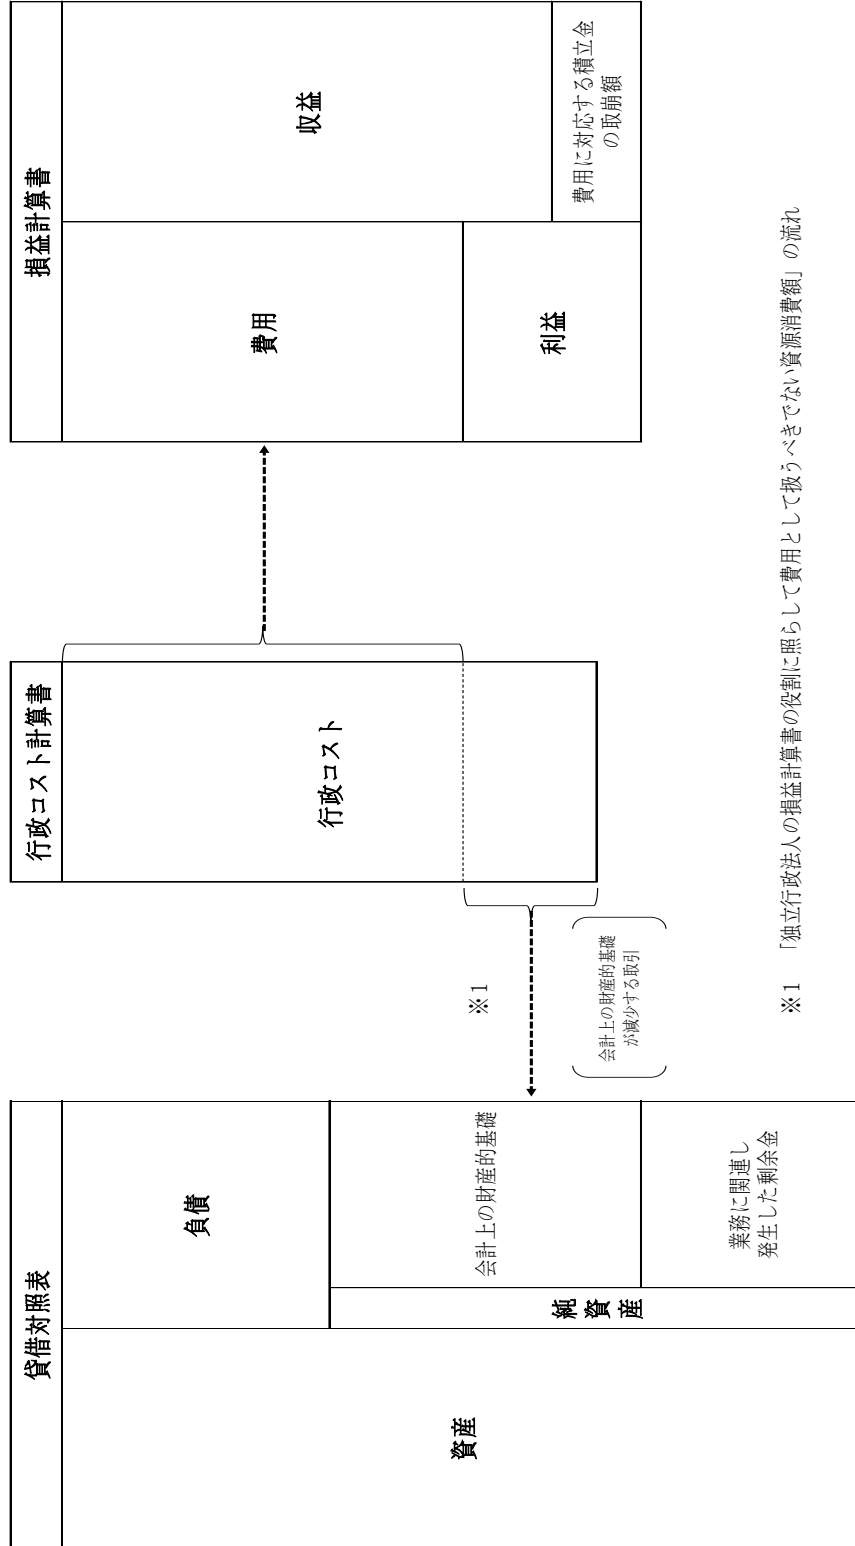 貸借対照表
資産
負債
純資産
会計上の財産的基礎
業務に関連し
発生した剰余金
※１
会計上の財産的基礎
が減少する取引
行政コスト計算書
行政コスト
損益計算書
費用
利益
収益
費用に対応する積立金
の取崩額
※１　「独立行政法人の損益計算書の役割に照らして費用として扱うべきでない資源消費額」の流れ